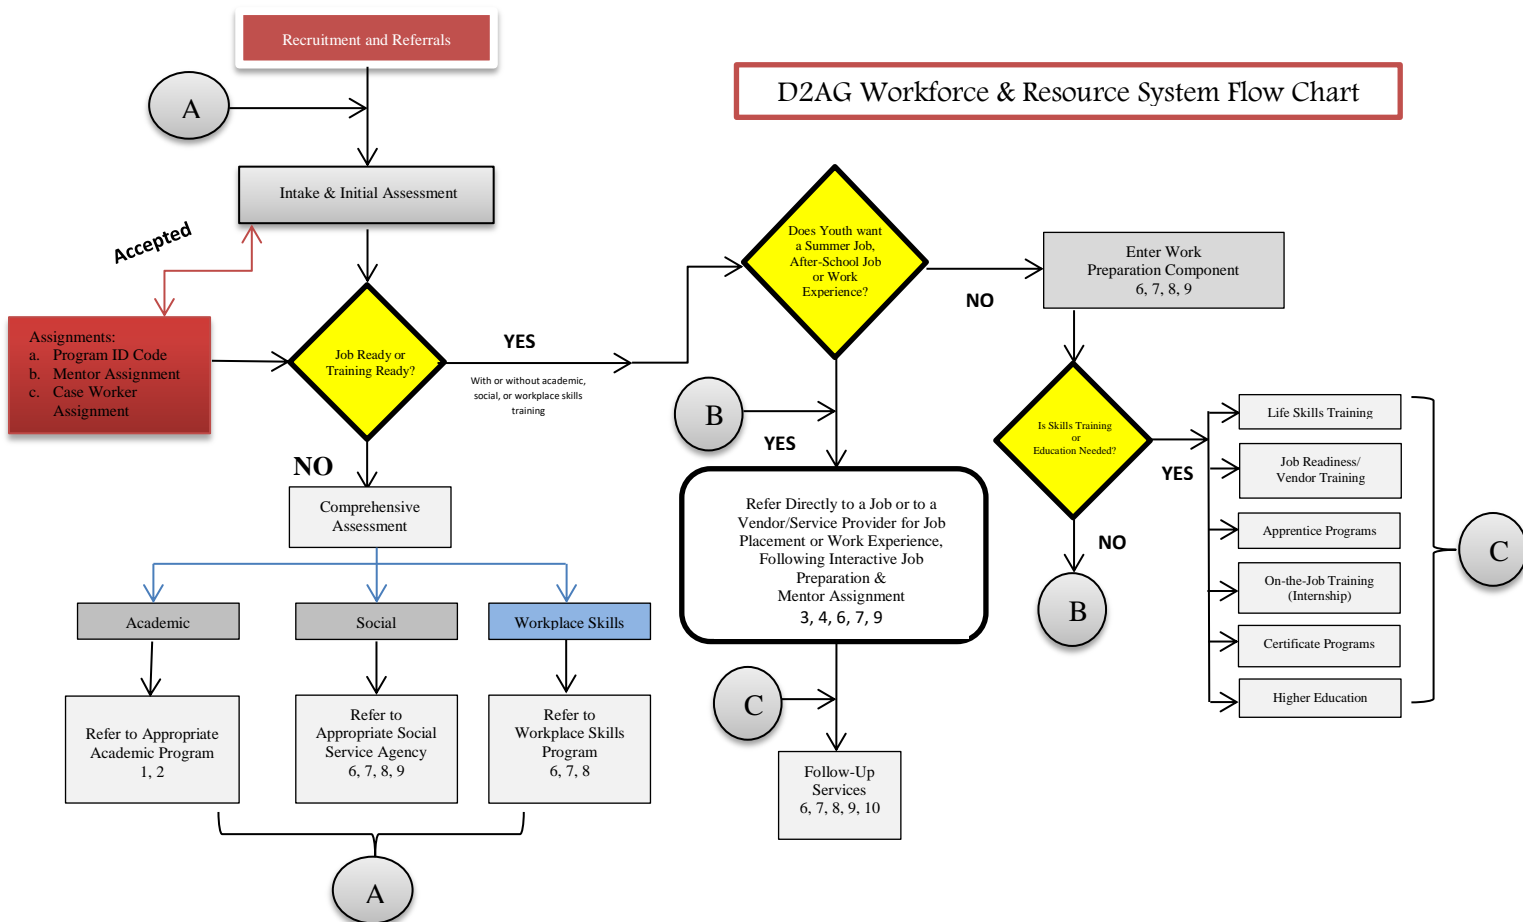 Recruitment and Referrals
A
D2AG Workforce & Resource System Flow Chart
Intake & Initial Assessment
Accepted
Assignments:
a. Program ID Code
b. Mentor Assignment
c. Case Worker
Assignment
Job Ready or
Training Ready?
YES
With or without academic,
social, or workplace skills
training
NO
Comprehensive
Assessment
Academic
Social
Workplace Skills
Refer to Appropriate
Academic Program
1, 2
Refer to
Appropriate Social
Service Agency
6, 7, 8, 9
Refer to
Workplace Skills
Program
6, 7, 8
A
Does Youth want
a Summer Job,
After-School Job
or Work
Experience?
NO
Enter Work
Preparation Component
6, 7, 8, 9
B
YES
Refer Directly to a Job or to a
Vendor/Service Provider for Job
Placement or Work Experience,
Following Interactive Job
Preparation &
Mentor Assignment
3, 4, 6, 7, 9
C
Follow-Up
Services
6, 7, 8, 9, 10
Is Skills Training
or
Education Needed?
YES
NO
B
Life Skills Training
Job Readiness/
Vendor Training
Apprentice Programs
On-the-Job Training
(Internship)
Certificate Programs
Higher Education
C